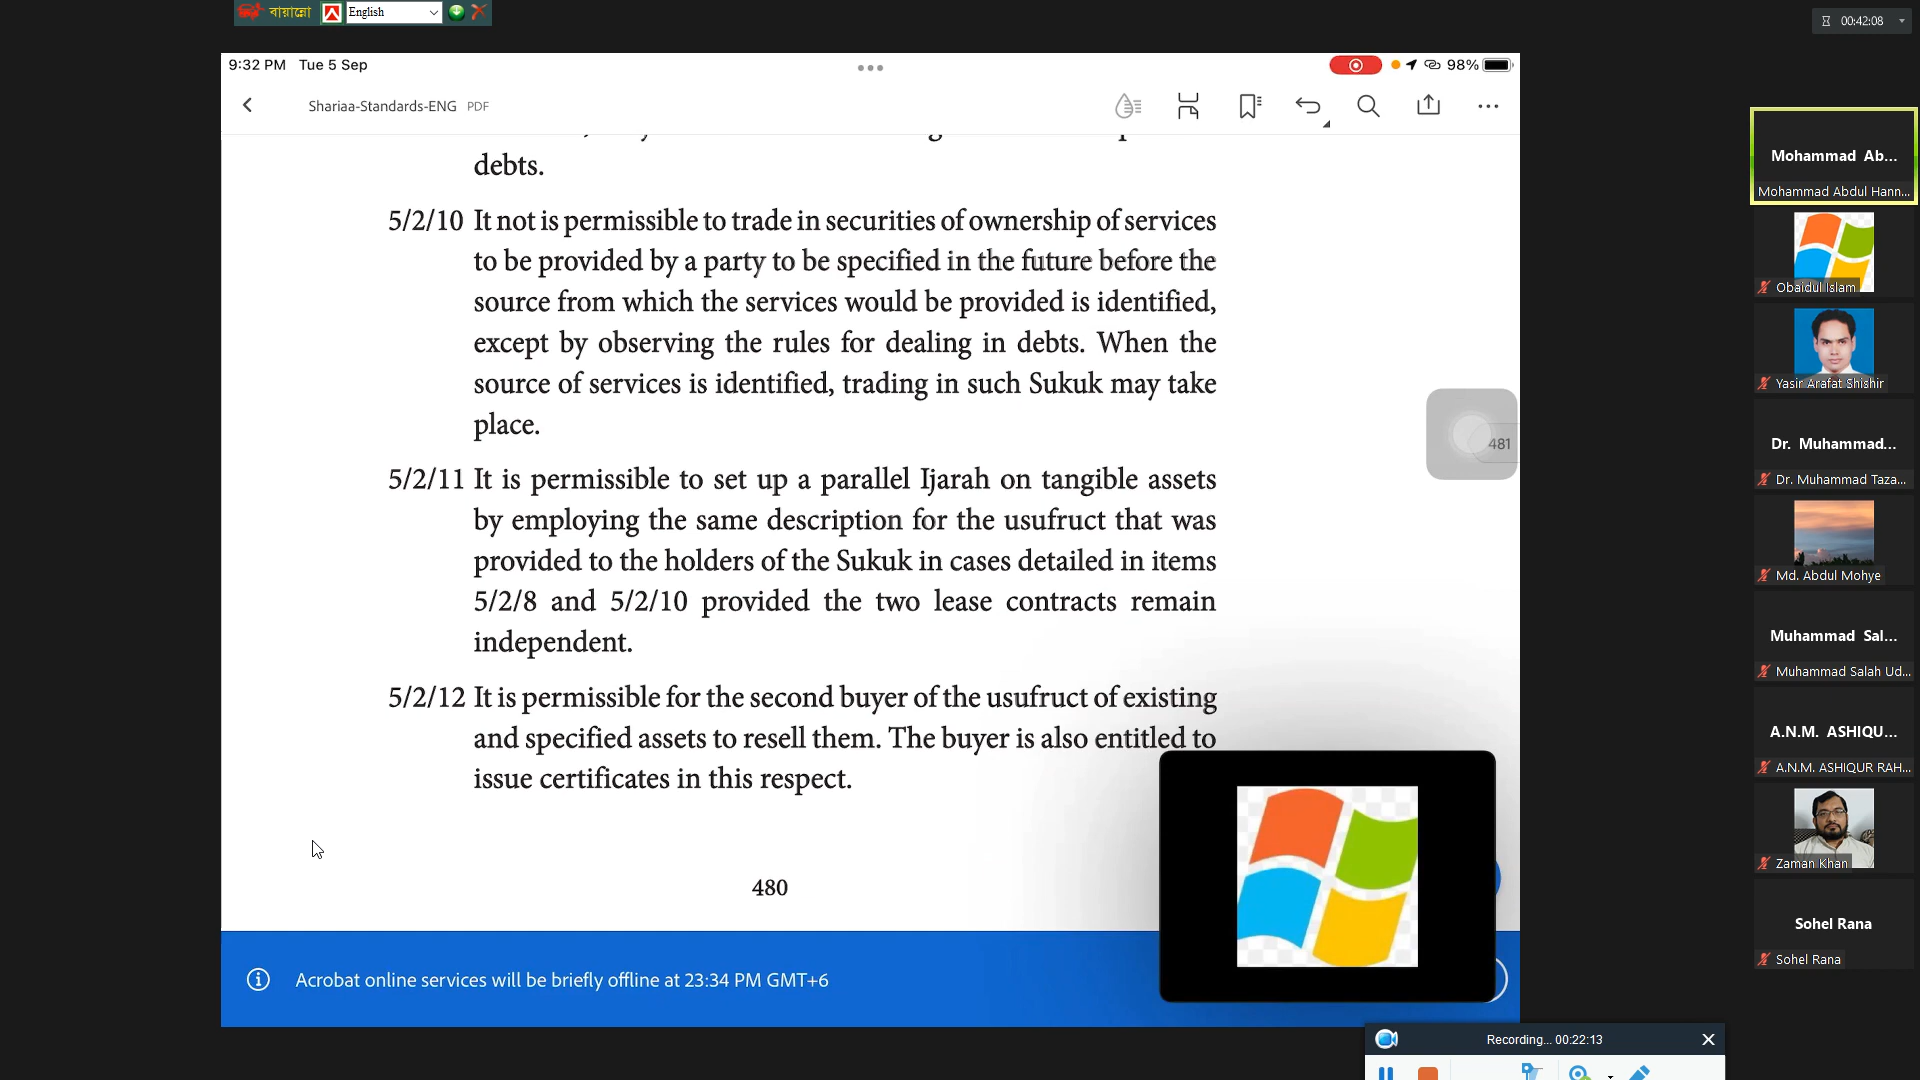 বায়ান্নো
English
00:42:08
9:32 PM Tue 5 Sep
98%
Shariaa-Standards-ENG PDF
debts.
5/2/10 It not is permissible to trade in securities of ownership of services
to be provided by a party to be specified in the future before the
source from which the services would be provided is identified,
except by observing the rules for dealing in debts. When the
source of services is identified, trading in such Sukuk may take
place.
481
5/2/11 It is permissible to set up a parallel Ijarah on tangible assets
by employing the same description for the usufruct that was
provided to the holders of the Sukuk in cases detailed in items
5/2/8 and 5/2/10 provided the two lease contracts remain
independent.
5/2/12 It is permissible for the second buyer of the usufruct of existing
and specified assets to resell them. The buyer is also entitled to
issue certificates in this respect.
480
Acrobat online services will be briefly offline at 23:34 PM GMT+6
Mohammad Ab...
Mohammad Abdul Hann...
Obaidul Islam
Yasir Arafat Shishir
Dr. Muhammad...
Dr. Muhammad Taza...
Md. Abdul Mohye
Muhammad Sal...
Muhammad Salah Ud...
A.N.M. ASHIQU...
A.N.M. ASHIQUR RAH...
Zaman Khan
Sohel Rana
Sohel Rana
Recording... 00:22:13